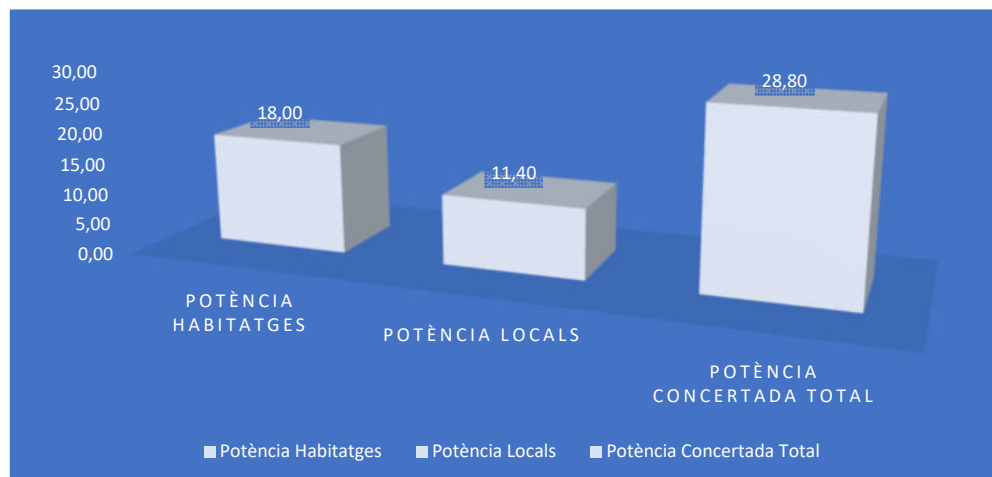 30,00
25,00
20,00
15,00
10,00
5,00
0,00
18,00
11,40
28,80
POTÈNCIA
HABITATGES
POTÈNCIA LOCALS
POTÈNCIA
CONCERTADA TOTAL
Potència Habitatges Potència Locals Potència Concertada Total